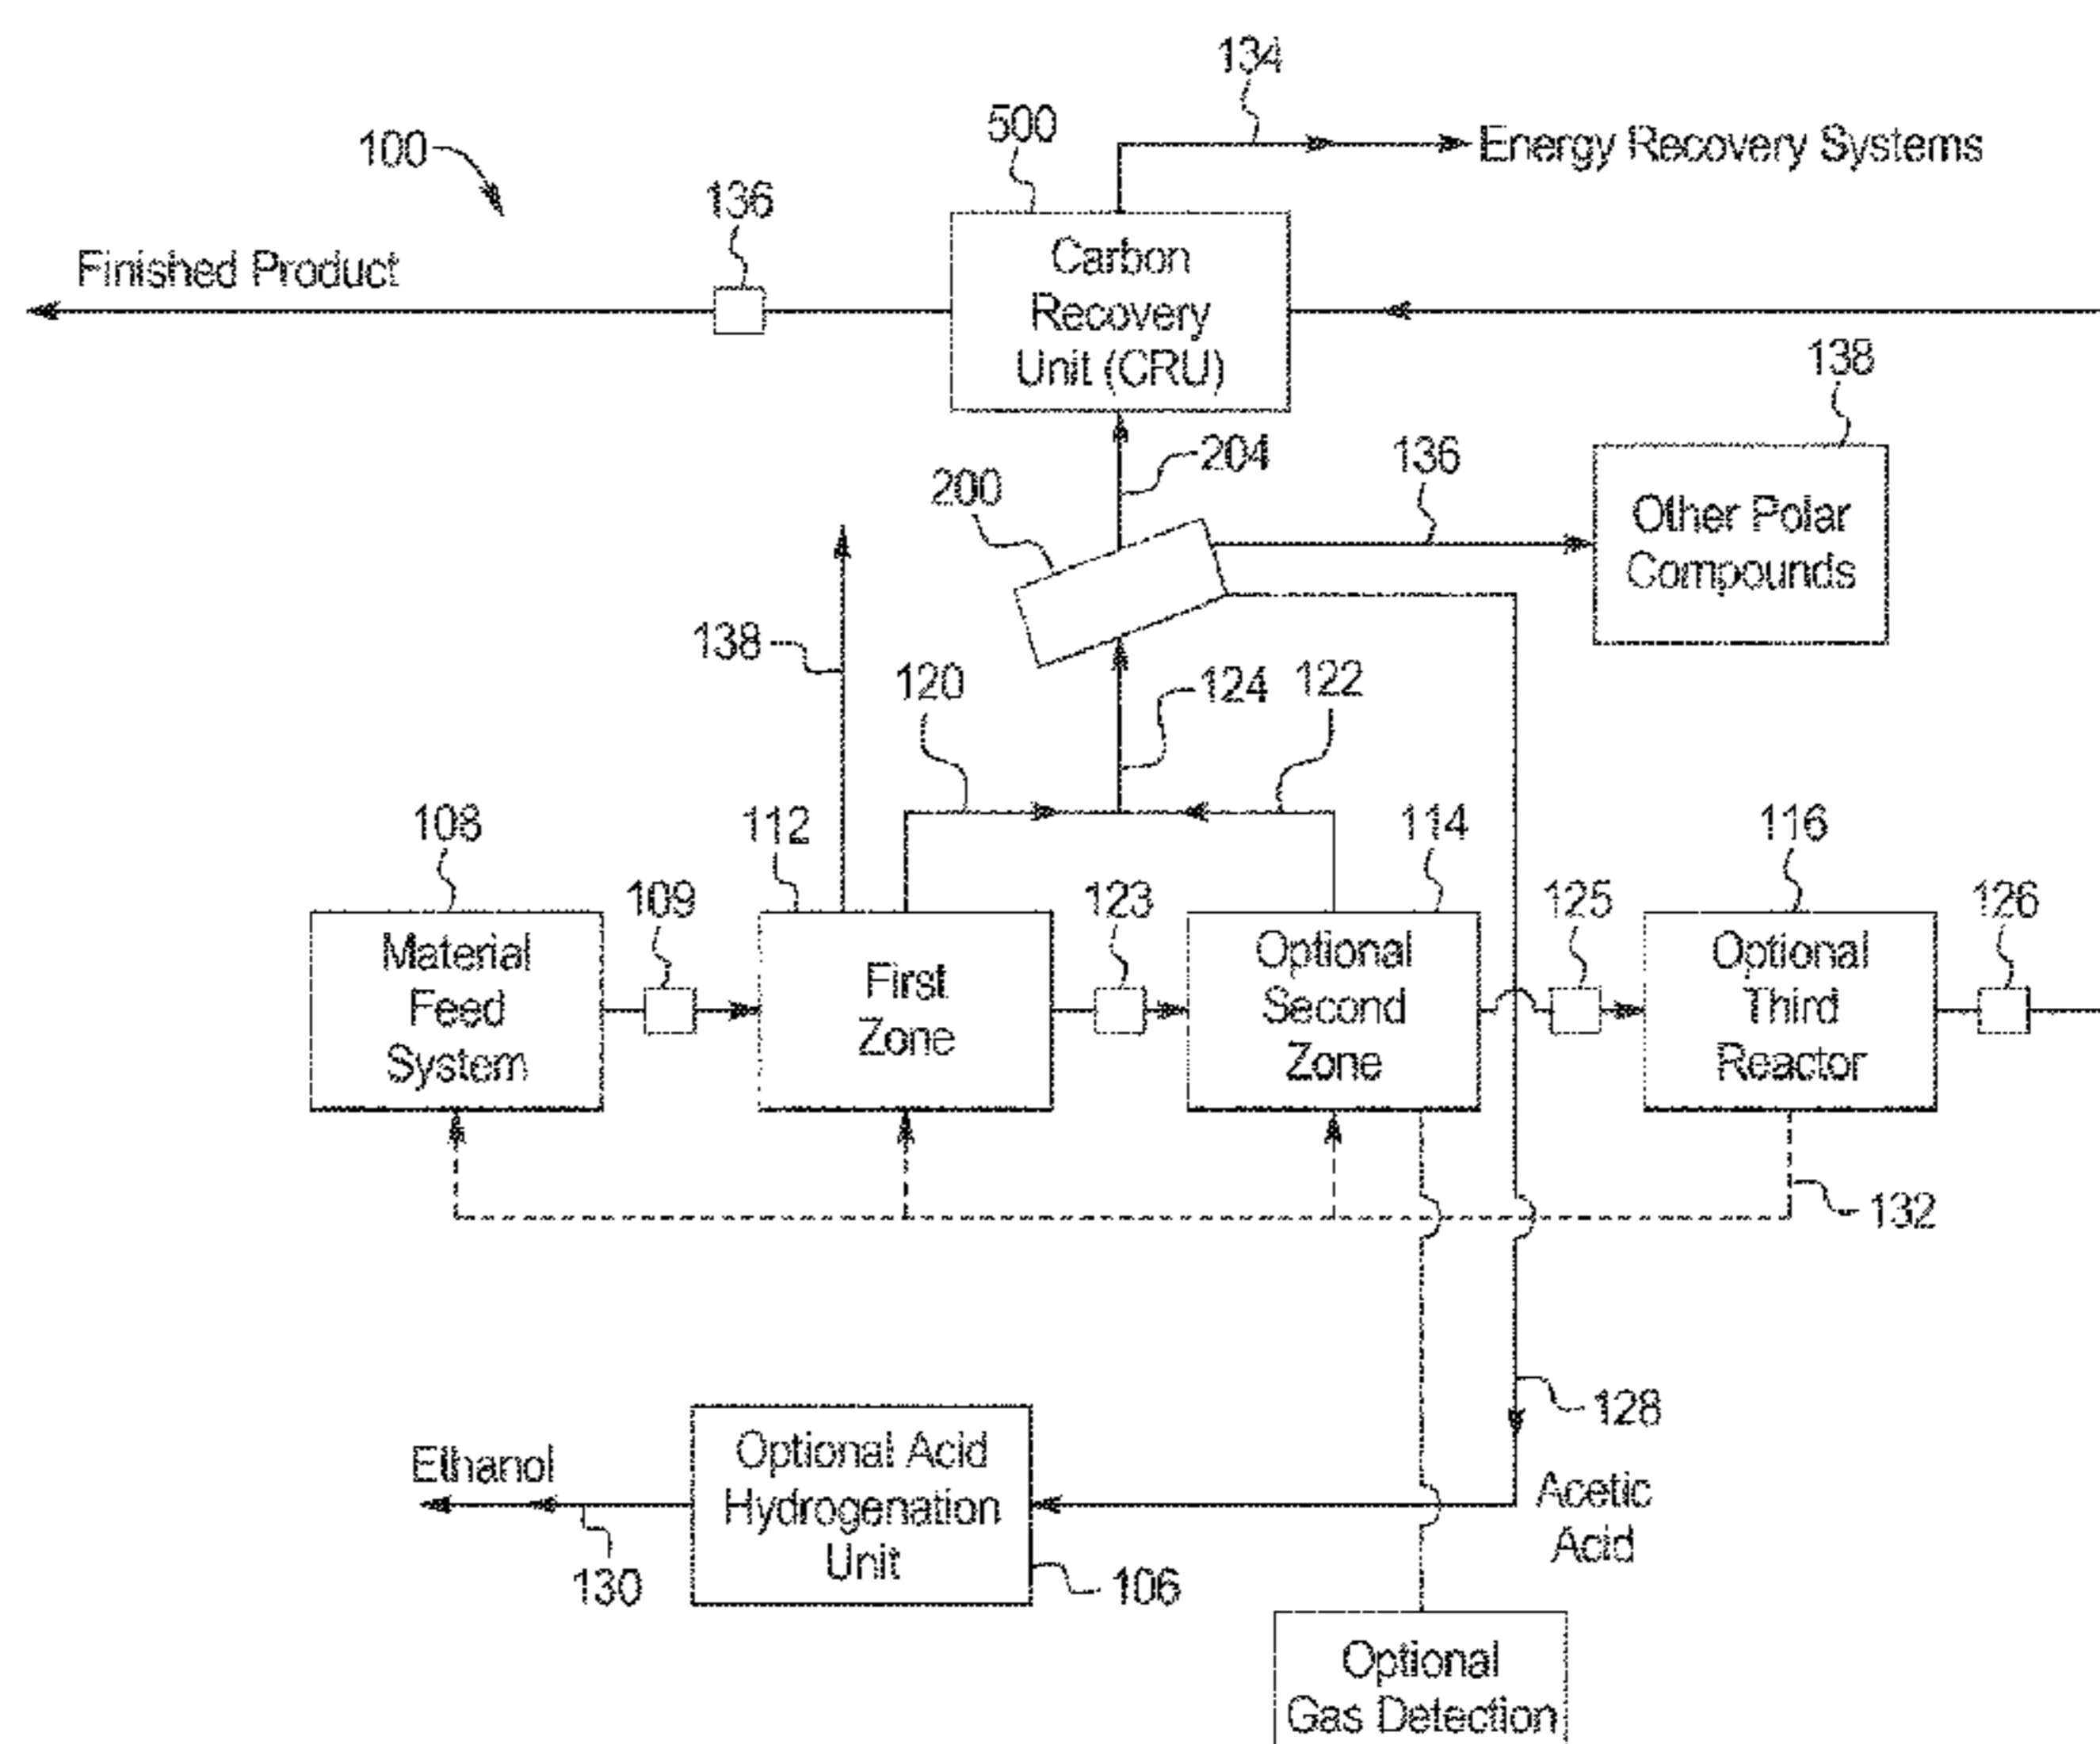 134
500
Energy Recovery Systems
100
136
Carbon
Recovery
Unit (CRU)
Finished Product
138
204
136
200
Other Polar
Compounds
138
120
124
122
108
112
114
116
109
123
125
126
Material
Feed
System
First
Zone
Optional
Second
Zone
Optional
Third
Reactor
132
128
Ethanol
Optional Acid
Hydrogenation
Unit
Acetic
Acid
130
106
Optional
Gas Detection